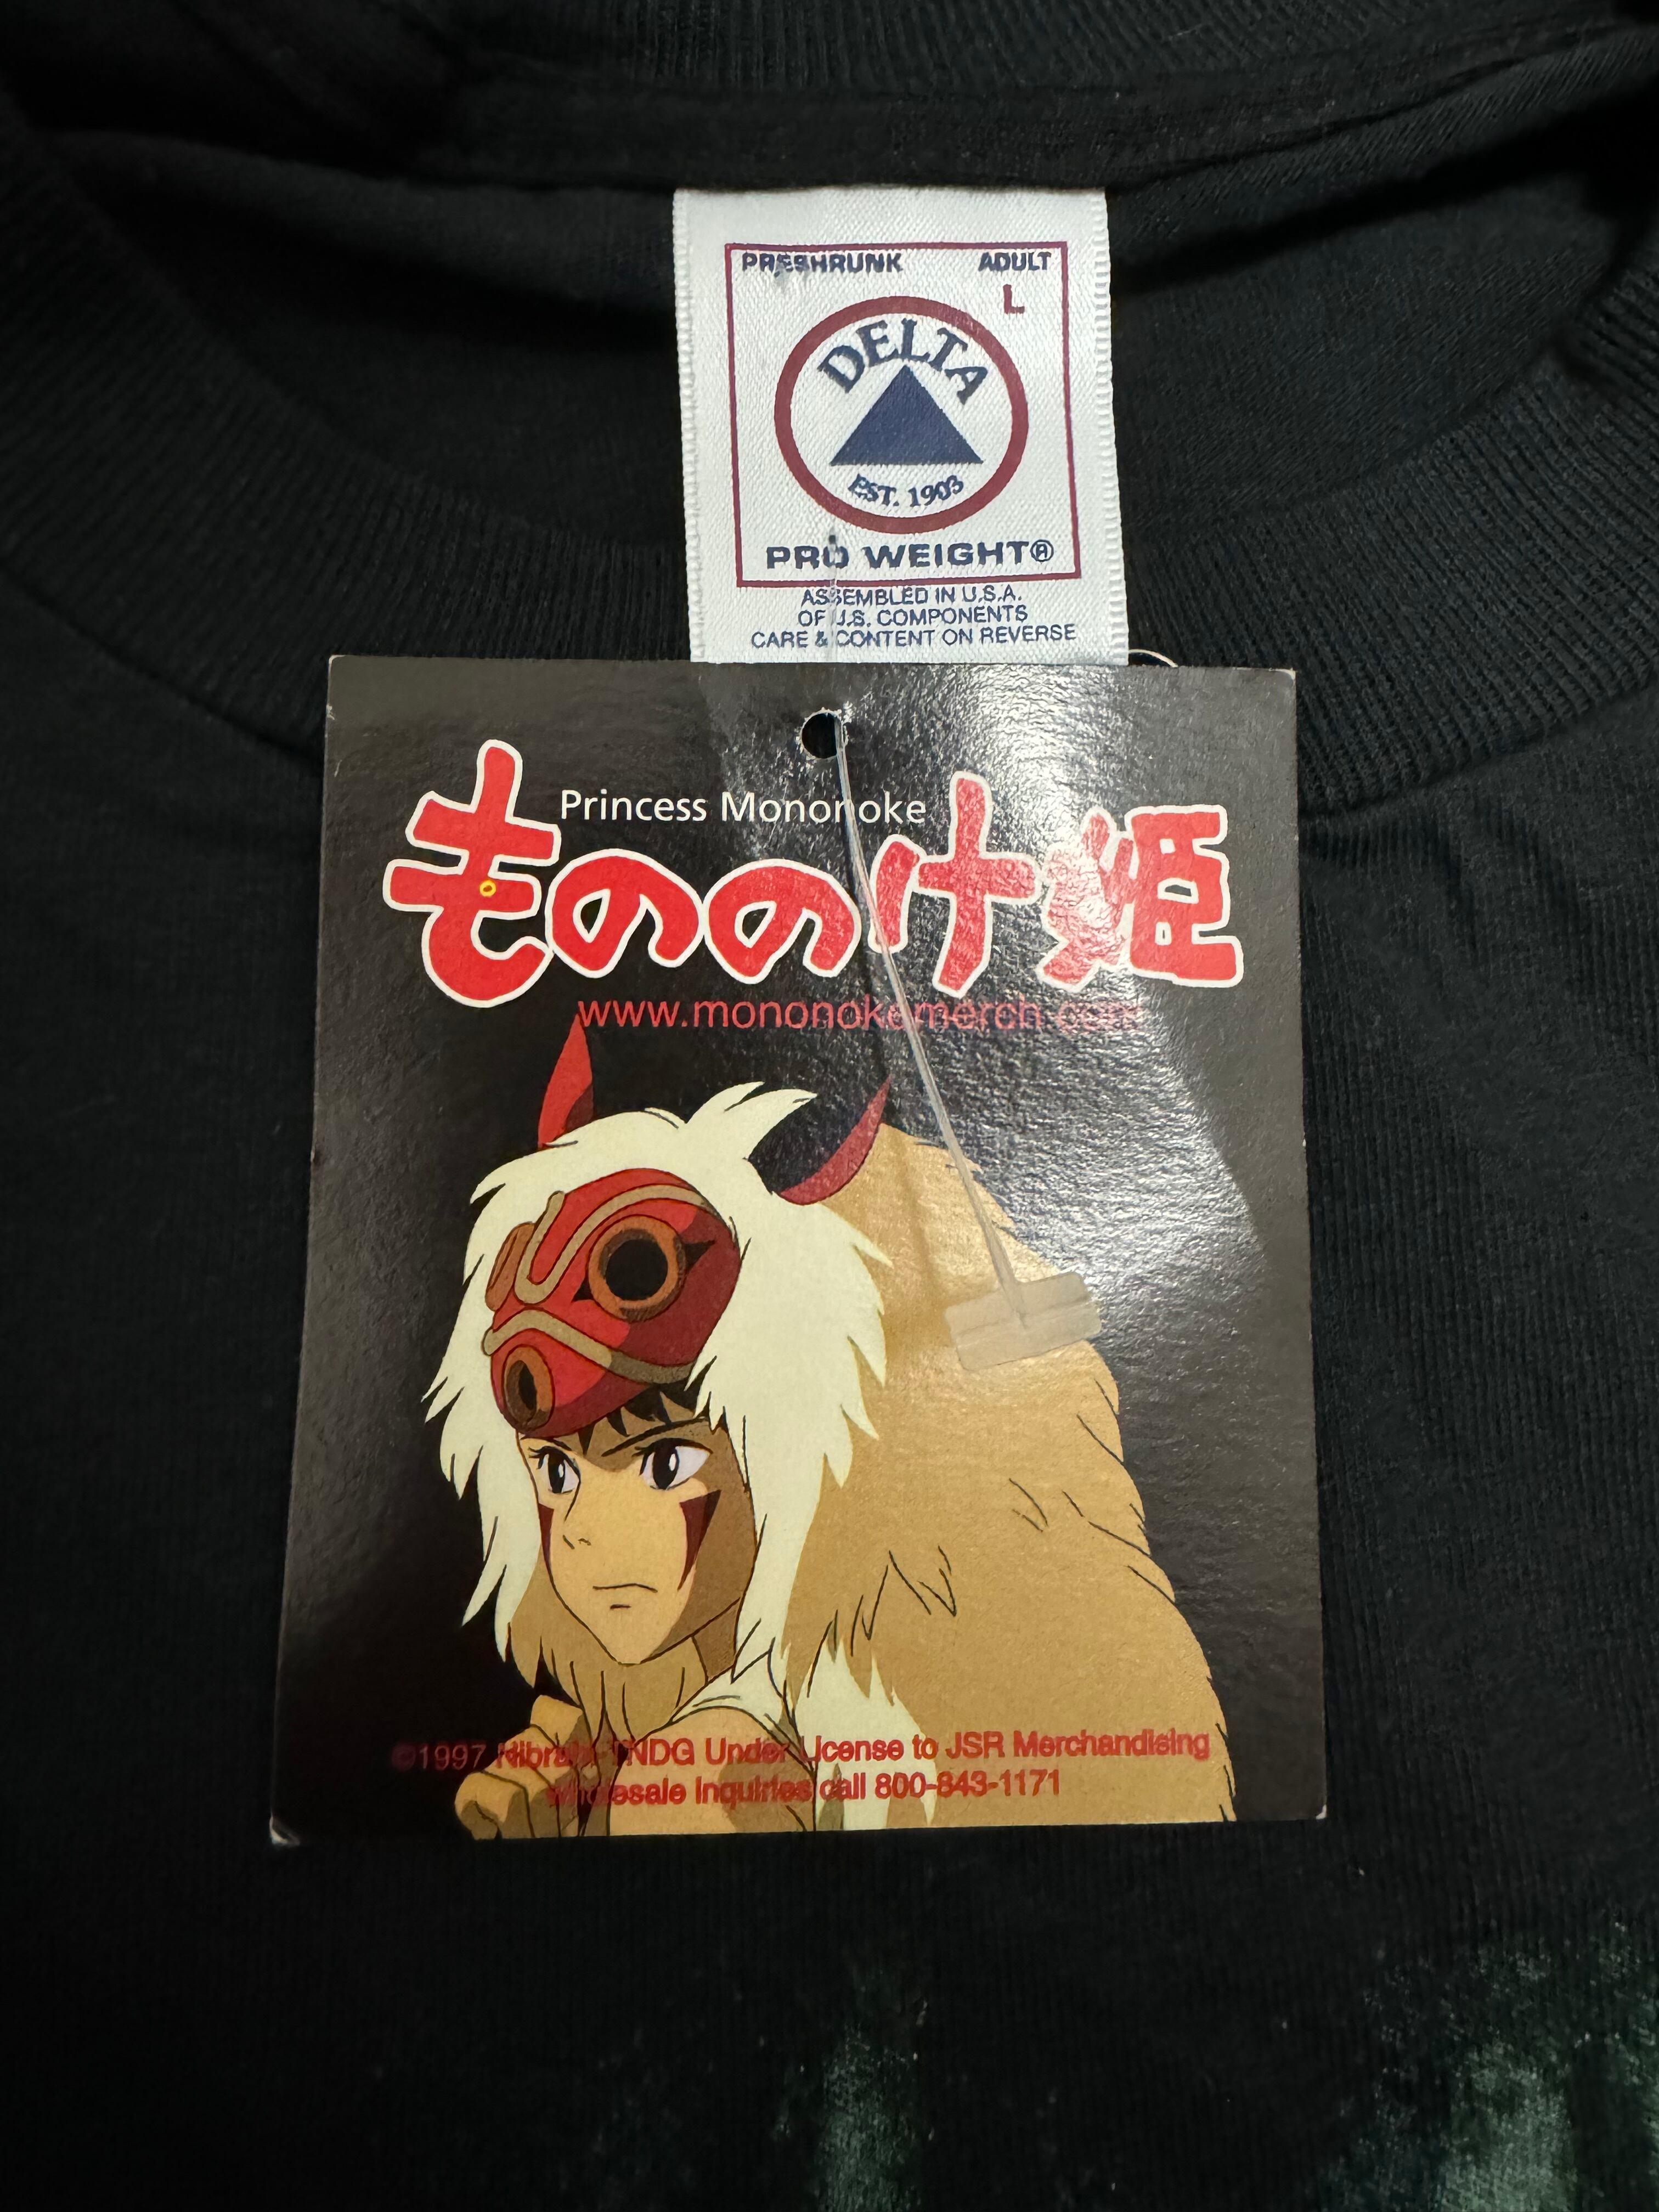 PRESHRUNK ADULT
L
DELTA
EST. 1903
PRO WEIGHT®
ASSEMBLED IN U.S.A.
OF U.S. COMPONENTS
CARE & CONTENT ON REVERSE
Princess Mononoke
もののけ姫
www.mononokemerch.com
©1997 Nibraki-TNDG Under License to JSR Merchandising
wholesale inquiries call 800-843-1171